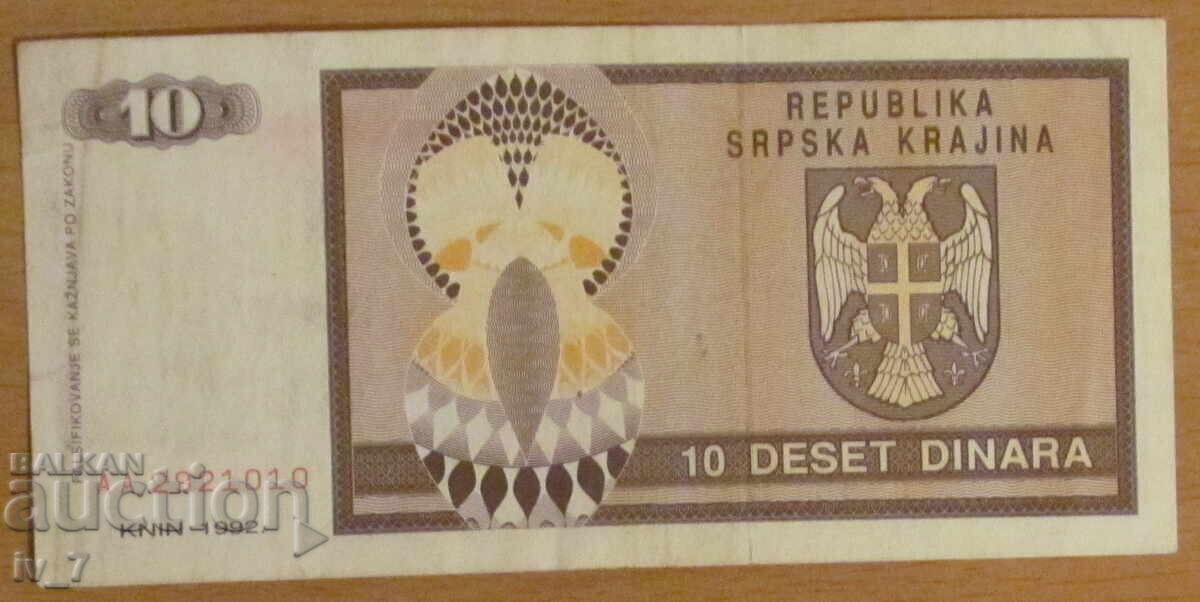 10
FALSIFIKOVANJE SE KAŽNJAVA PO ZAKONU
REPUBLIKA
SRPSKA KRAJINA
10 DESET DINARA
AA 2921010
KNIN 1992.
BALKAN
auction
iv_7